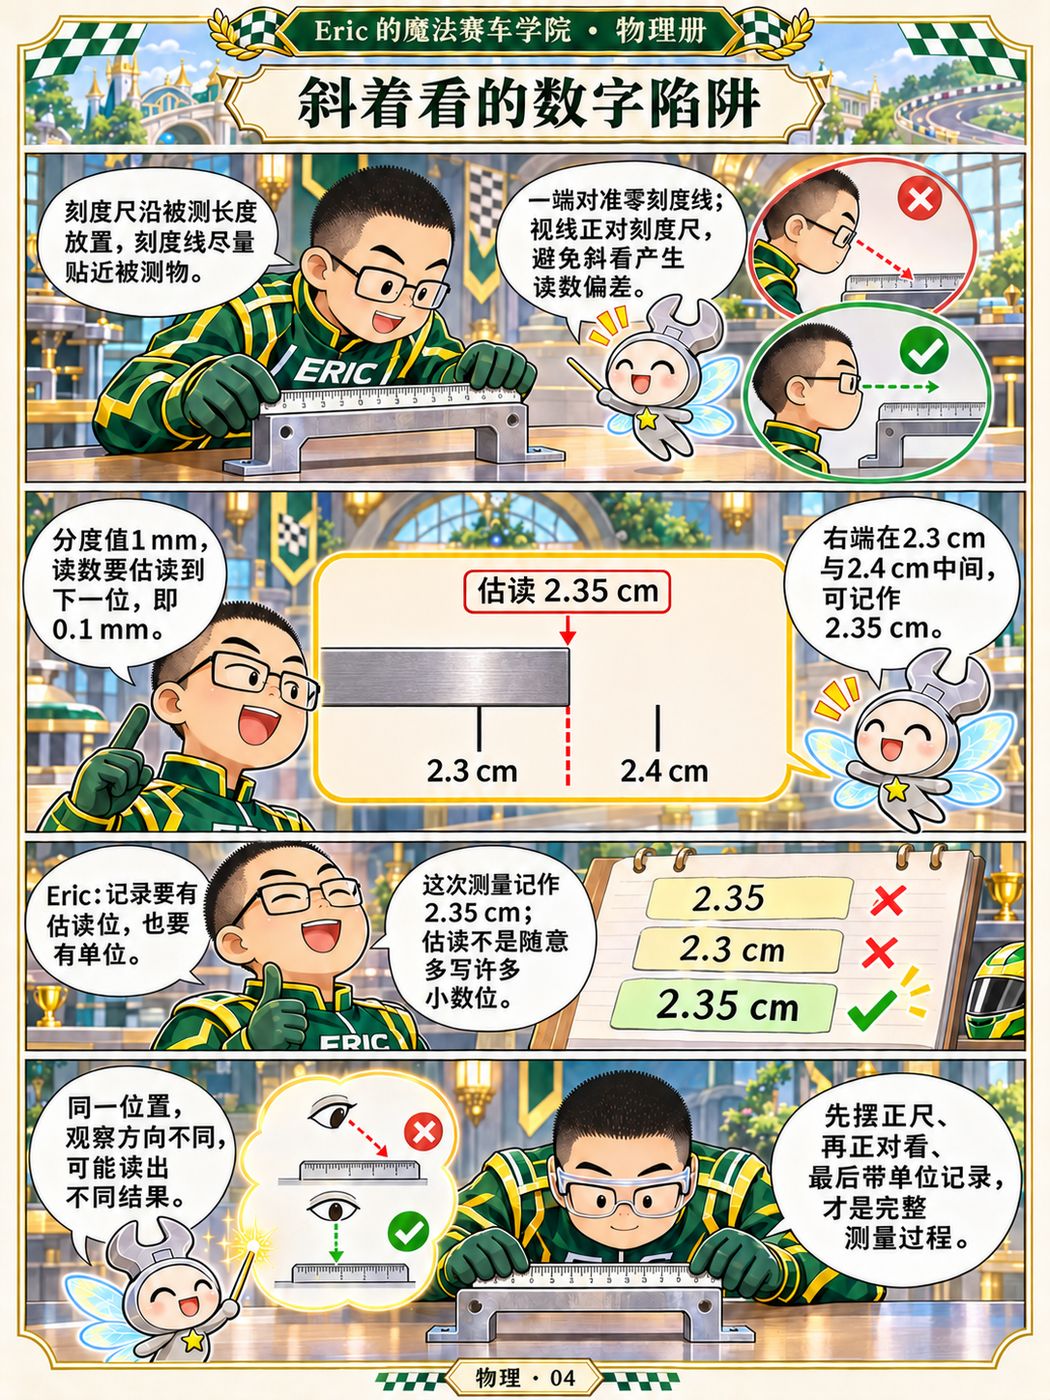 Eric 的魔法赛车学院 · 物理册
斜着看的数字陷阱
刻度尺沿被测长度
放置，刻度线尽量
贴近被测物。
一端对准零刻度线；
视线正对刻度尺，
避免斜看产生
读数偏差。
ERIC
分度值1 mm，
读数要估读到
下一位，即
0.1 mm。
估读 2.35 cm
2.3 cm
2.4 cm
右端在2.3 cm
与2.4 cm中间，
可记作
2.35 cm。
Eric：记录要有
估读位，也要
有单位。
ERIC
这次测量记作
2.35 cm；
估读不是随意
多写许多
小数位。
2.35
2.3 cm
2.35 cm
同一位置，
观察方向不同，
可能读出
不同结果。
先摆正尺、
再正对看、
最后带单位记录，
才是完整
测量过程。
物理 · 04